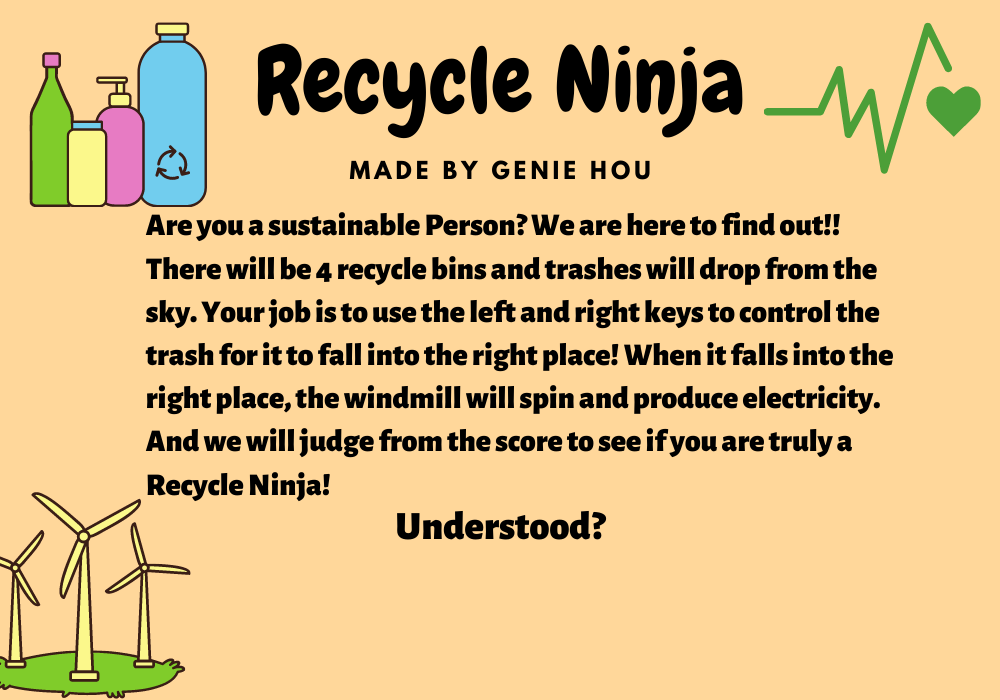 Recycle Ninja
MADE BY GENIE HOU
Are you a sustainable Person? We are here to find out!!
There will be 4 recycle bins and trashes will drop from the
sky. Your job is to use the left and right keys to control the
trash for it to fall into the right place! When it falls into the
right place, the windmill will spin and produce electricity.
And we will judge from the score to see if you are truly a
Recycle Ninja!
Understood?